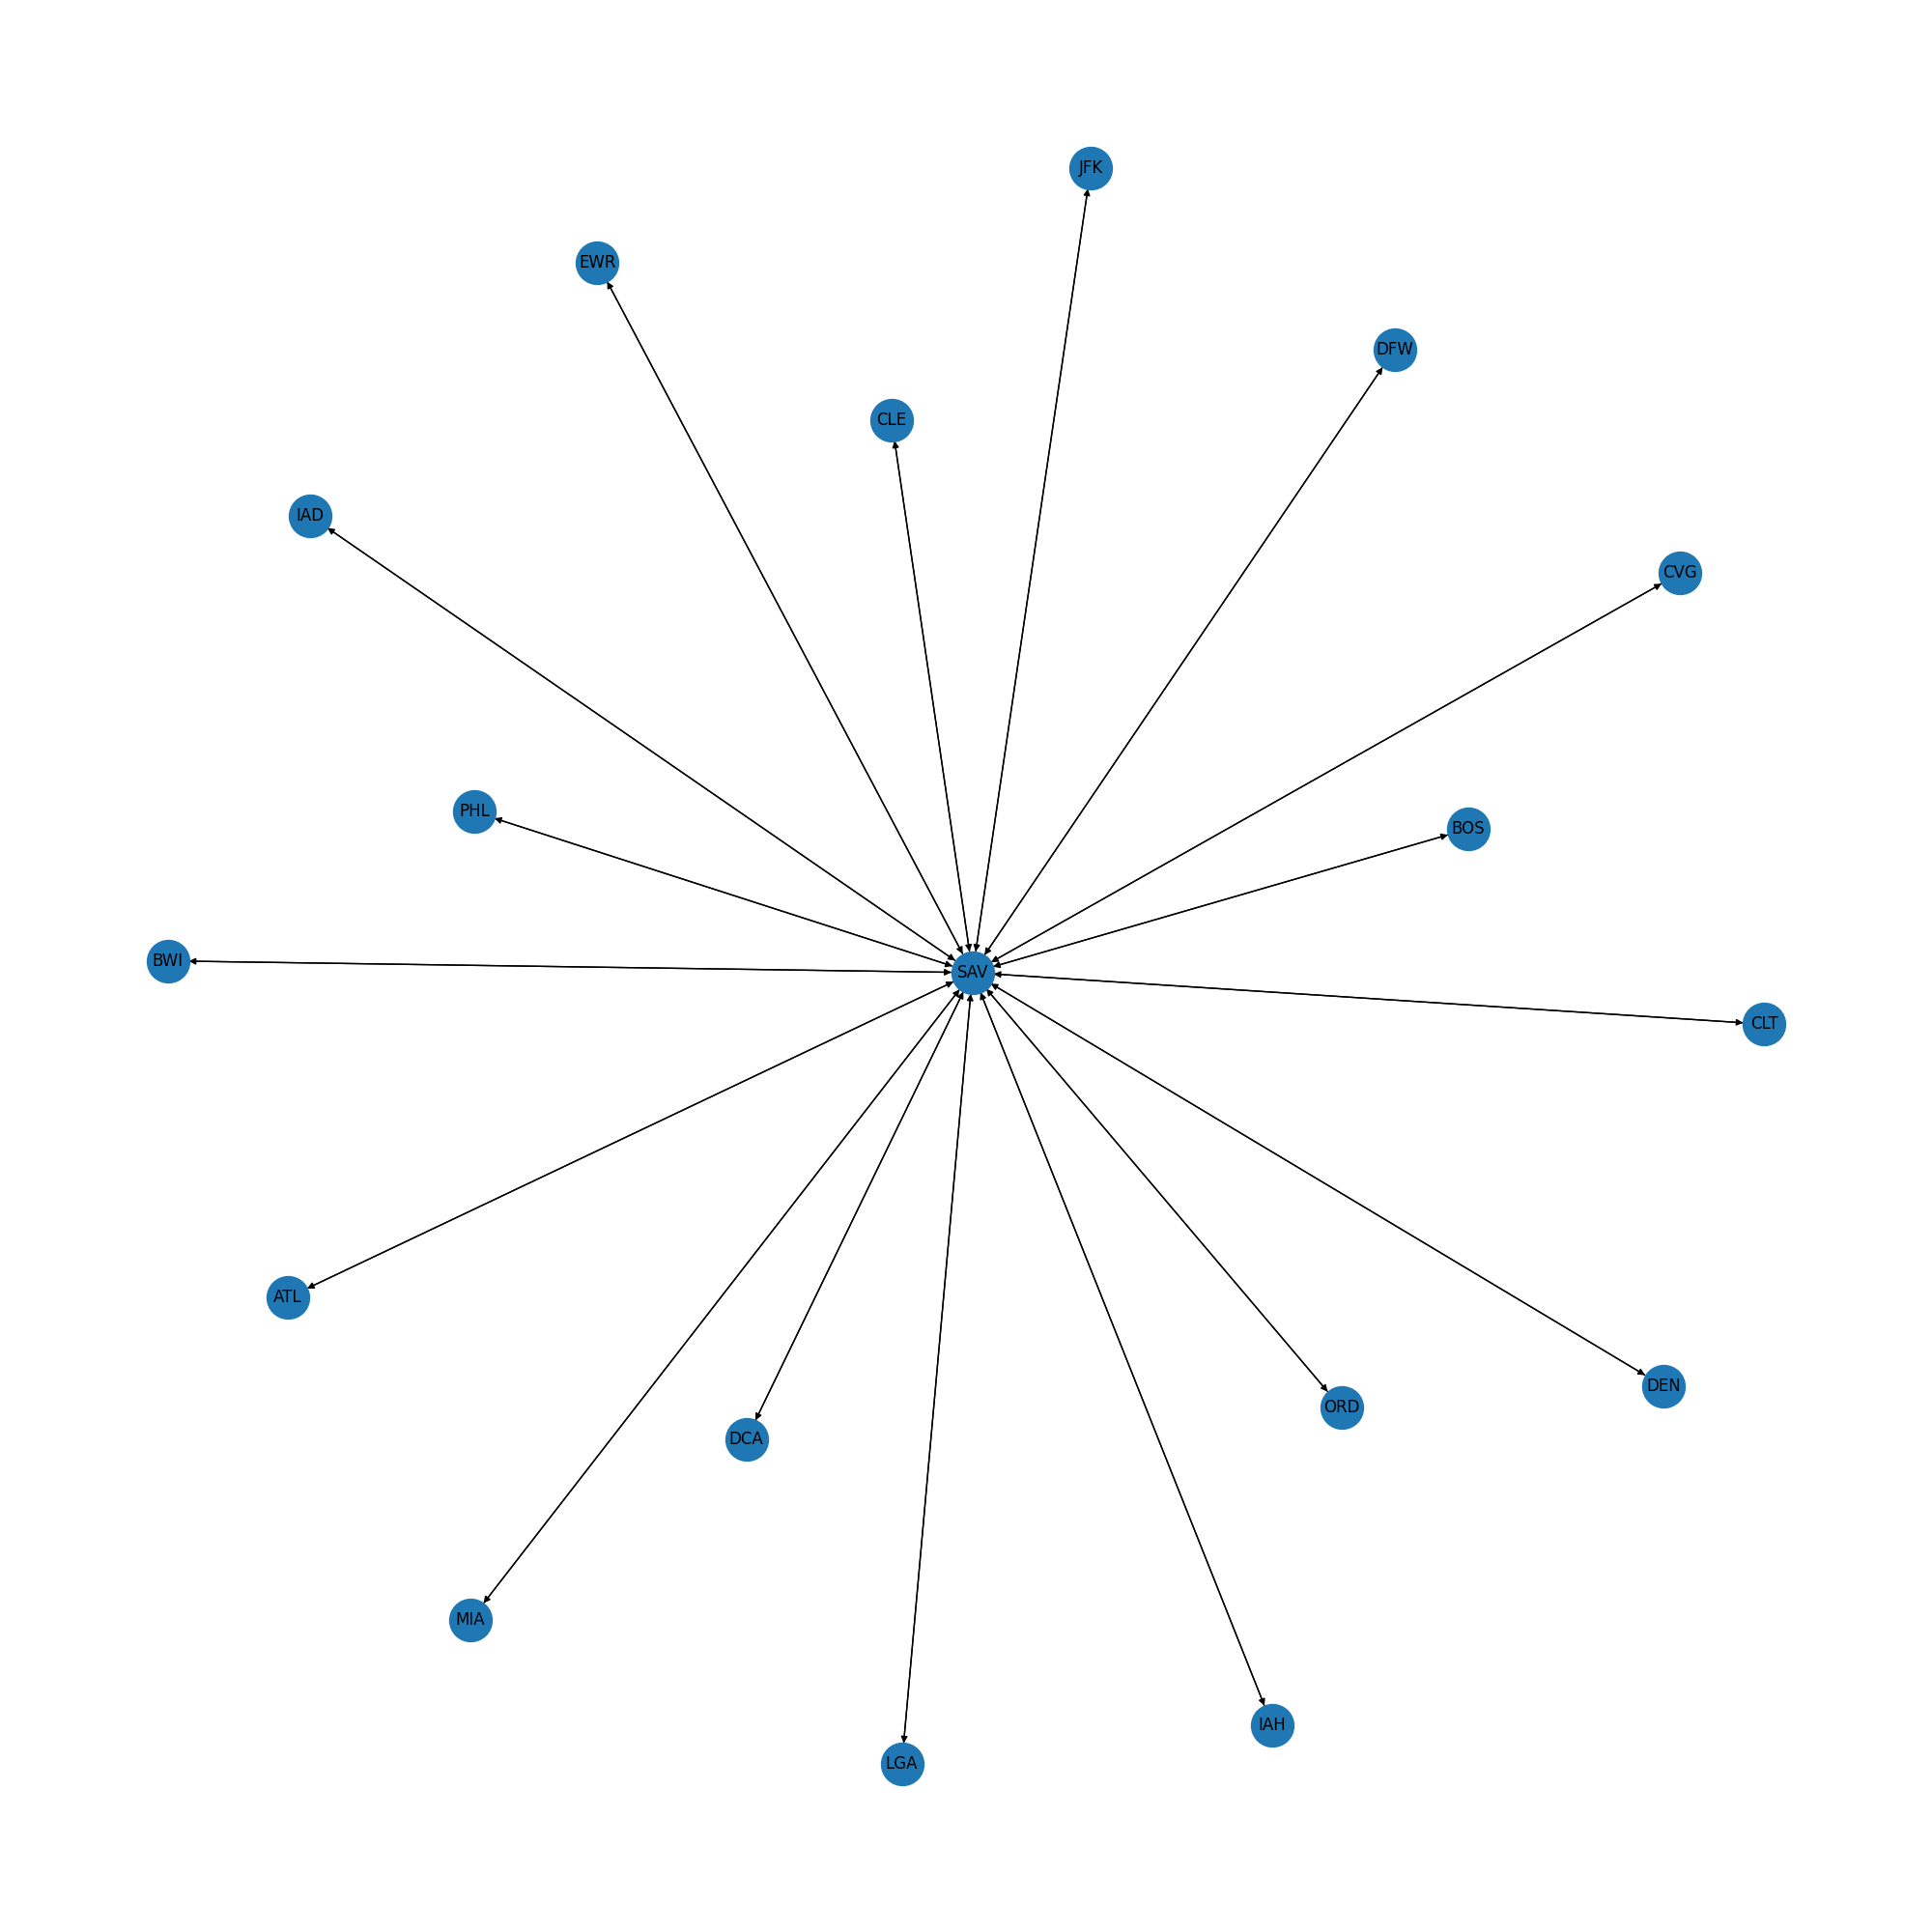 JFK
EWR
DFW
CLE
IAD
CVG
PHL
BOS
BWI
SAV
CLT
ATL
DEN
ORD
DCA
MIA
IAH
LGA